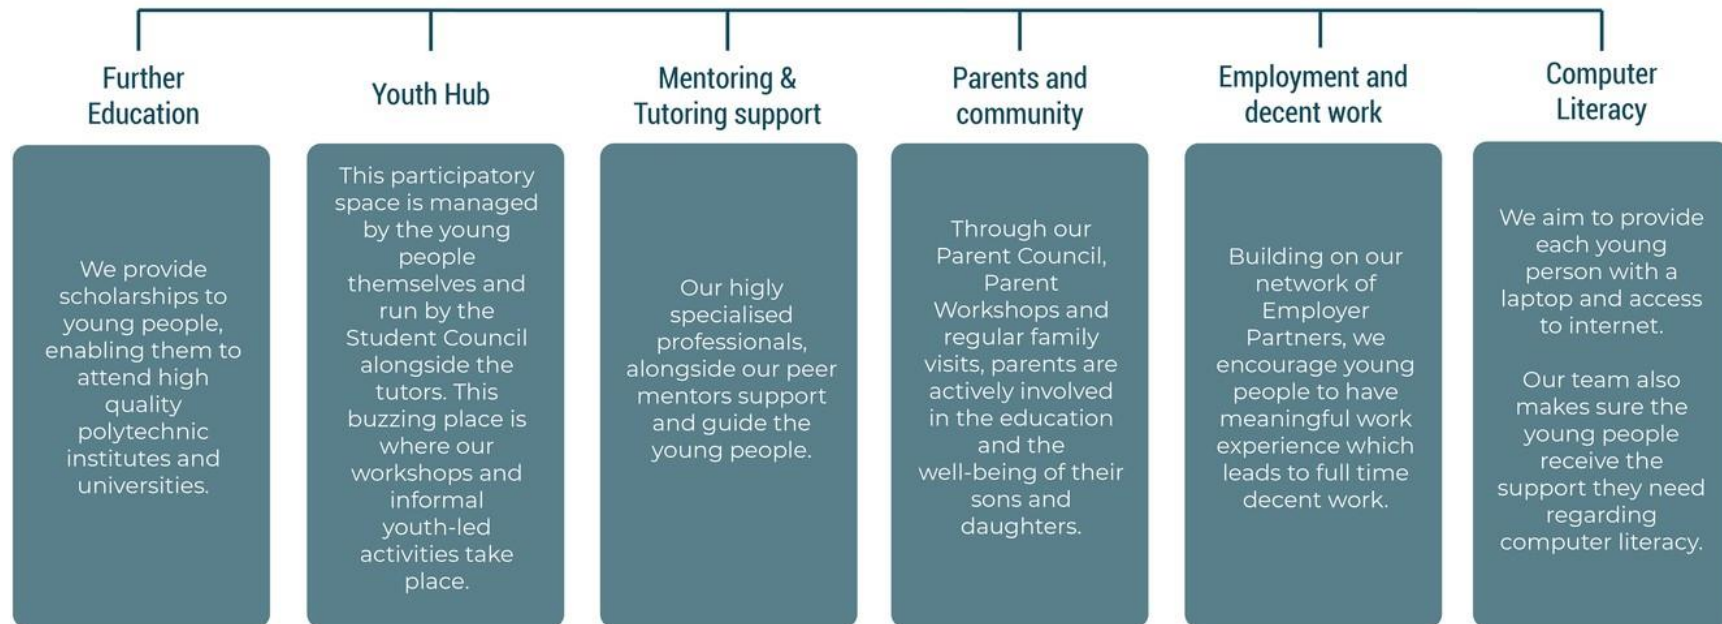 Further
Education
We provide
scholarships to
young people,
enabling them to
attend high
quality
polytechnic
institutes and
universities.
Youth Hub
This participatory
space is managed
by the young
people
themselves and
run by the
Student Council
alongside the
tutors. This
buzzing place is
where our
workshops and
informal
youth-led
activities take
place.
Mentoring &
Tutoring support
Our higly
specialised
professionals,
alongside our peer
mentors support
and guide the
young people.
Parents and
community
Through our
Parent Council,
Parent
Workshops and
regular family
visits, parents are
actively involved
in the education
and the
well-being of their
sons and
daughters.
Employment and
decent work
Building on our
network of
Employer
Partners, we
encourage young
people to have
meaningful work
experience which
leads to full time
decent work.
Computer
Literacy
We aim to provide
each young
person with a
laptop and access
to internet.
Our team also
makes sure the
young people
receive the
support they need
regarding
computer literacy.